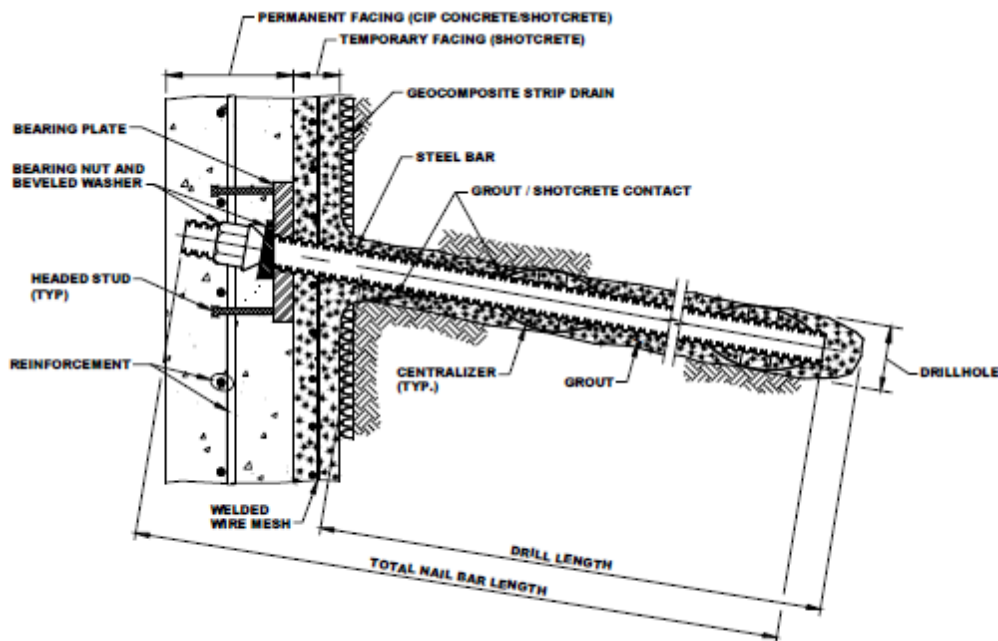 PERMANENT FACING (CIP CONCRETE/SHOTCRETE)
TEMPORARY FACING (SHOTCRETE)
GEOCOMPOSITE STRIP DRAIN
BEARING PLATE
STEEL BAR
BEARING NUT AND
BEVELED WASHER
GROUT / SHOTCRETE CONTACT
HEADED STUD
(TYP)
REINFORCEMENT
CENTRALIZER
(TYP.)
GROUT
DRILLHOLE
WELDED
WIRE MESH
DRILL LENGTH
TOTAL NAIL BAR LENGTH